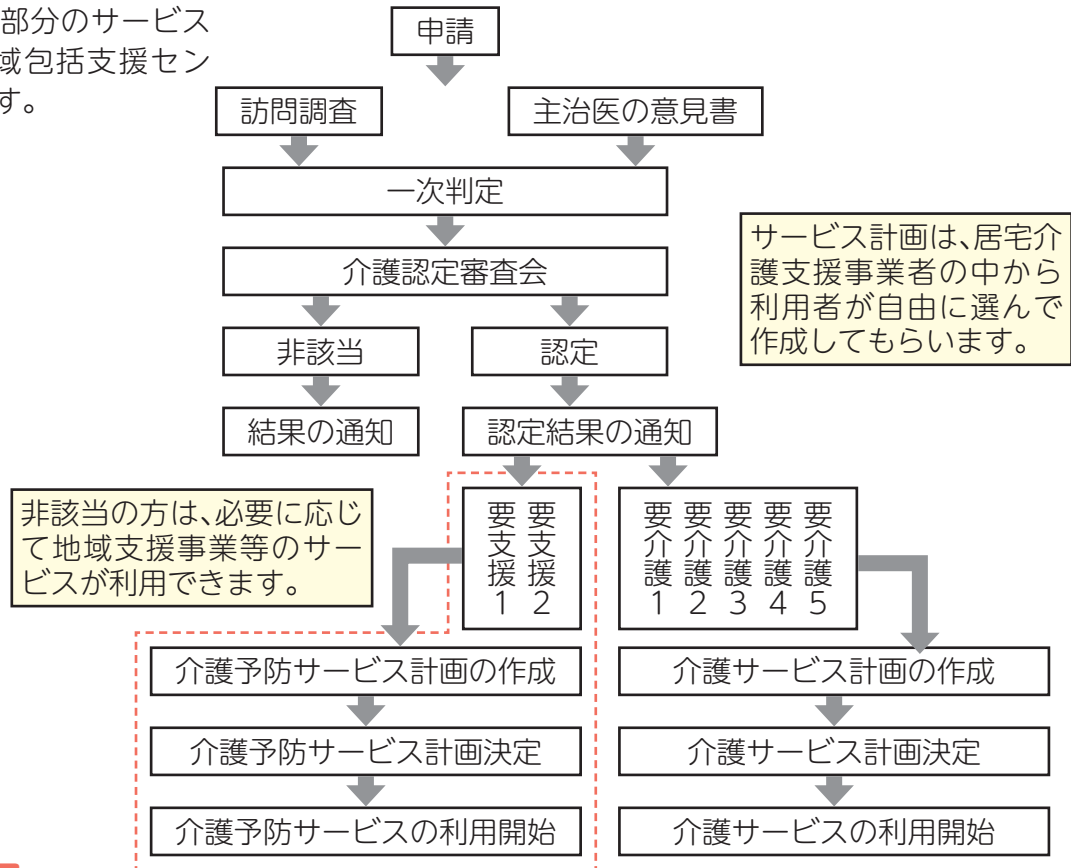 部分のサービス
域包括支援セン
す。
申請
訪問調査
主治医の意見書
一次判定
介護認定審査会
サービス計画は、居宅介
護支援事業者の中から
利用者が自由に選んで
作成してもらいます。
非該当
認定
結果の通知
認定結果の通知
非該当の方は、必要に応じ
て地域支援事業等のサー
ビスが利用できます。
要支援1
要支援2
要介護1
要介護2
要介護3
要介護4
要介護5
介護予防サービス計画の作成
介護サービス計画の作成
介護予防サービス計画決定
介護サービス計画決定
介護予防サービスの利用開始
介護サービスの利用開始